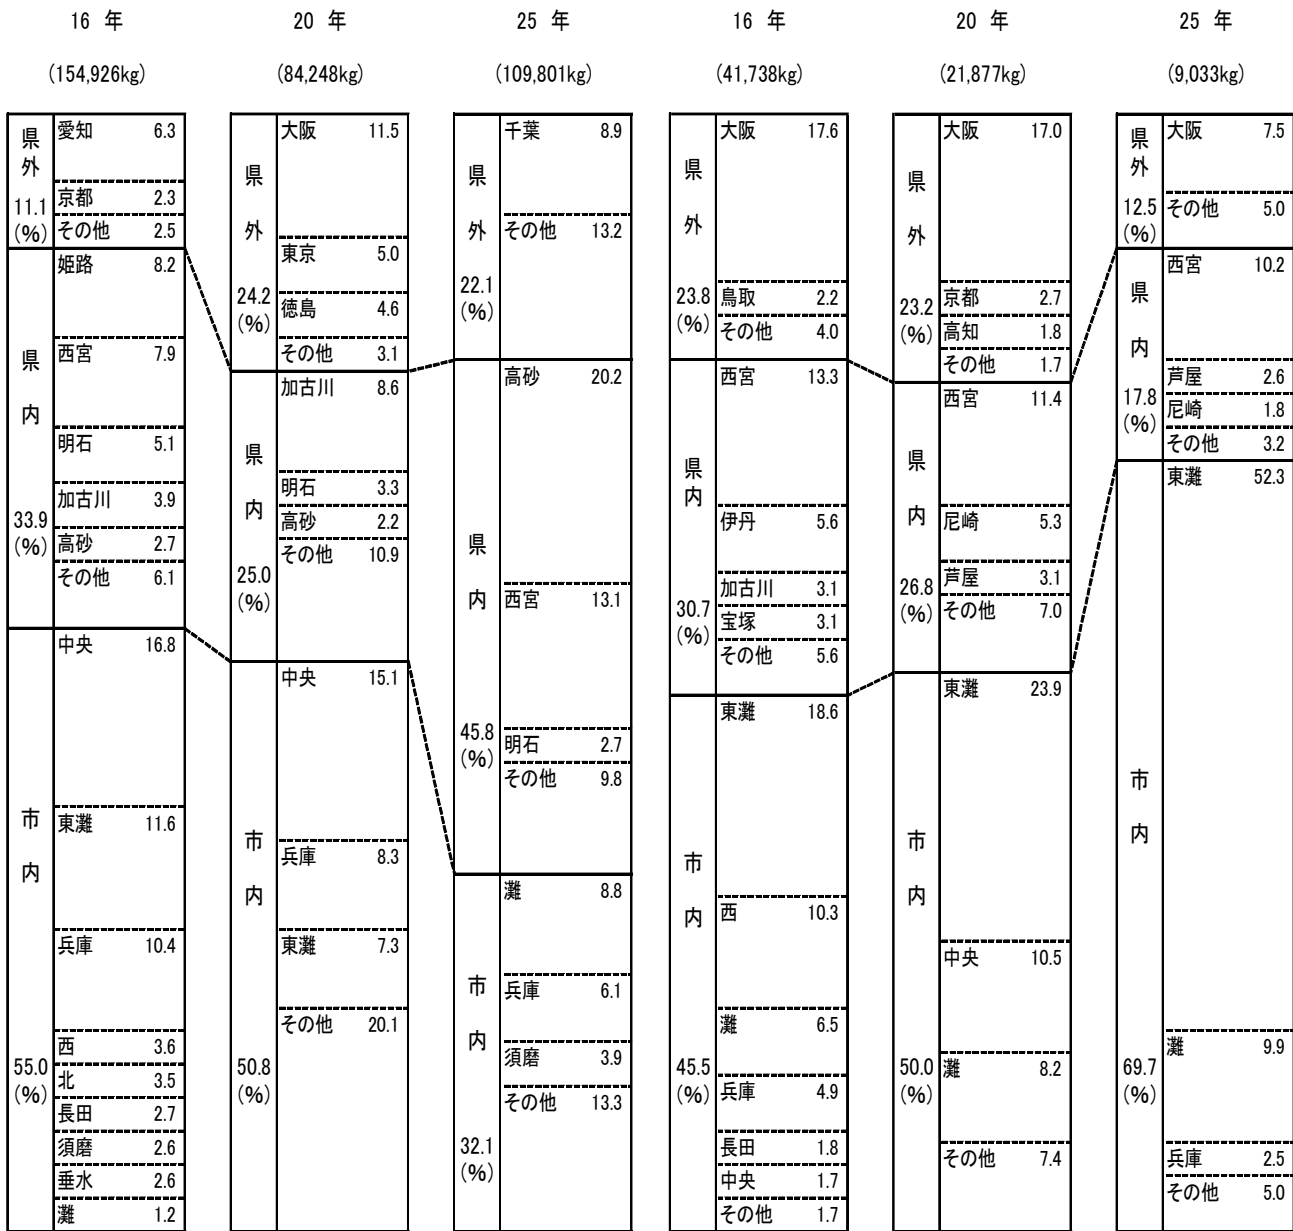 16 年
(154,926kg)
県外
11.1
(%)
愛知 6.3
京都 2.3
その他 2.5
県内
33.9
(%)
姫路 8.2
西宮 7.9
明石 5.1
加古川 3.9
高砂 2.7
その他 6.1
市内
55.0
(%)
中央 16.8
東灘 11.6
兵庫 10.4
西 3.6
北 3.5
長田 2.7
須磨 2.6
垂水 2.6
灘 1.2
20 年
(84,248kg)
県外
24.2
(%)
大阪 11.5
東京 5.0
徳島 4.6
その他 3.1
県内
25.0
(%)
加古川 8.6
明石 3.3
高砂 2.2
その他 10.9
市内
50.8
(%)
中央 15.1
兵庫 8.3
東灘 7.3
その他 20.1
25 年
(109,801kg)
県外
22.1
(%)
千葉 8.9
その他 13.2
県内
45.8
(%)
高砂 20.2
西宮 13.1
明石 2.7
その他 9.8
市内
32.1
(%)
灘 8.8
兵庫 6.1
須磨 3.9
その他 13.3
16 年
(41,738kg)
県外
23.8
(%)
大阪 17.6
鳥取 2.2
その他 4.0
県内
30.7
(%)
西宮 13.3
伊丹 5.6
加古川 3.1
宝塚 3.1
その他 5.6
市内
45.5
(%)
東灘 18.6
西 10.3
灘 6.5
兵庫 4.9
長田 1.8
中央 1.7
その他 1.7
20 年
(21,877kg)
県外
23.2
(%)
大阪 17.0
京都 2.7
高知 1.8
その他 1.7
県内
26.8
(%)
西宮 11.4
尼崎 5.3
芦屋 3.1
その他 7.0
市内
50.0
(%)
東灘 23.9
中央 10.5
灘 8.2
その他 7.4
25 年
(9,033kg)
県外
12.5
(%)
大阪 7.5
その他 5.0
県内
17.8
(%)
西宮 10.2
芦屋 2.6
尼崎 1.8
その他 3.2
市内
69.7
(%)
東灘 52.3
灘 9.9
兵庫 2.5
その他 5.0